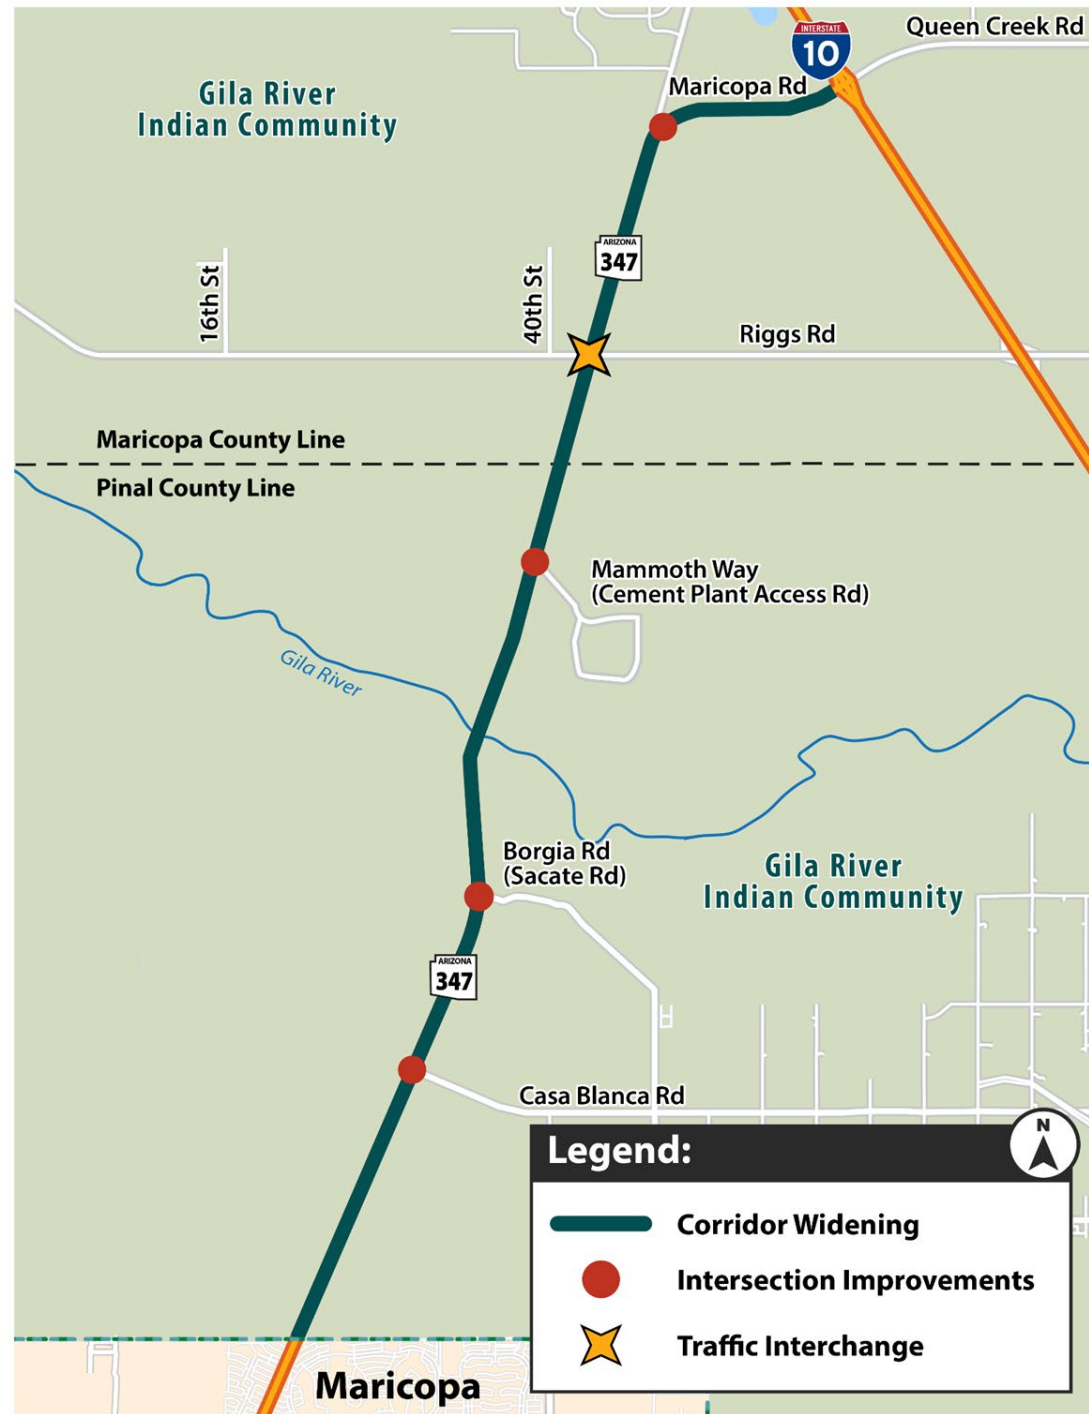 Queen Creek Rd
INTERSTATE
10
Maricopa Rd
Gila River
Indian Community
ARIZONA
347
16th St
40th St
Riggs Rd
Maricopa County Line
Pinal County Line
Mammoth Way
(Cement Plant Access Rd)
Gila River
Borgia Rd
(Sacate Rd)
Gila River
Indian Community
ARIZONA
347
Casa Blanca Rd
N
Legend:
Corridor Widening
Intersection Improvements
Traffic Interchange
Maricopa